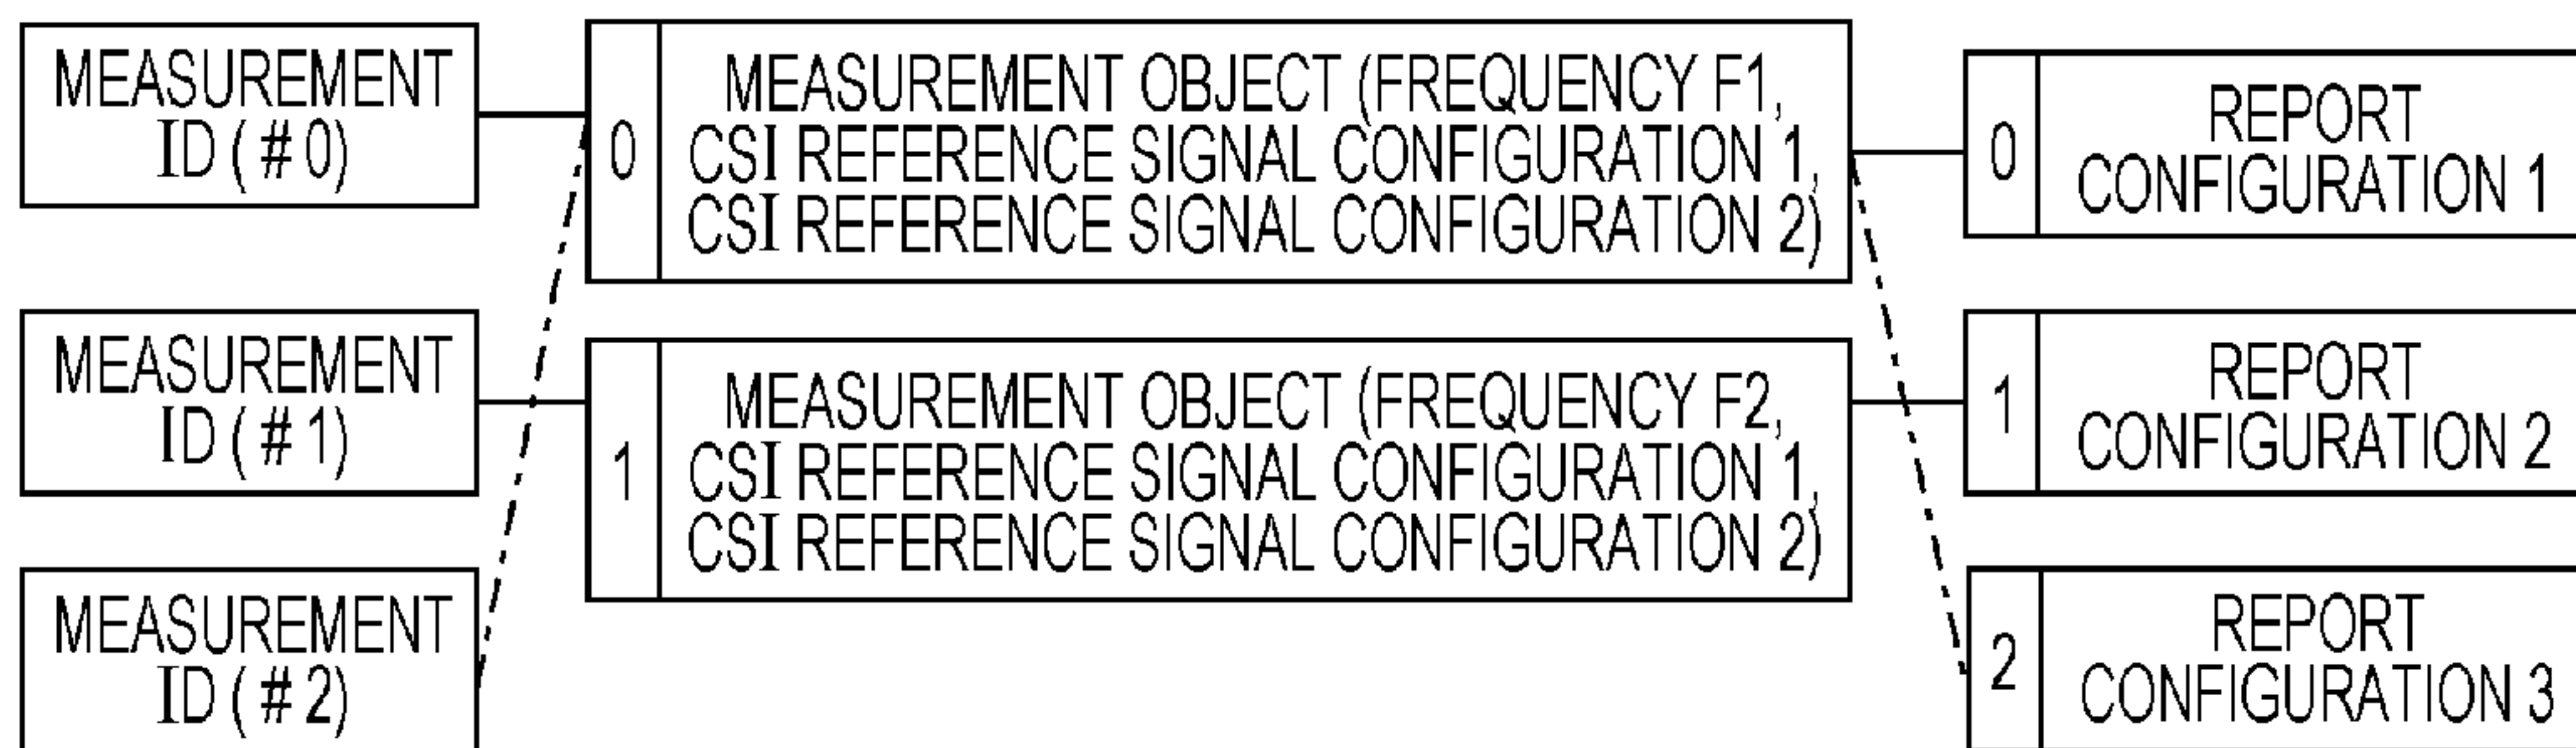 MEASUREMENT
ID ( # 0)
0
MEASUREMENT OBJECT (FREQUENCY F1,
CSI REFERENCE SIGNAL CONFIGURATION 1,
CSI REFERENCE SIGNAL CONFIGURATION 2)
0
REPORT
CONFIGURATION 1
MEASUREMENT
ID ( # 1)
1
MEASUREMENT OBJECT (FREQUENCY F2,
CSI REFERENCE SIGNAL CONFIGURATION 1,
CSI REFERENCE SIGNAL CONFIGURATION 2)
1
REPORT
CONFIGURATION 2
MEASUREMENT
ID ( # 2)
2
REPORT
CONFIGURATION 3